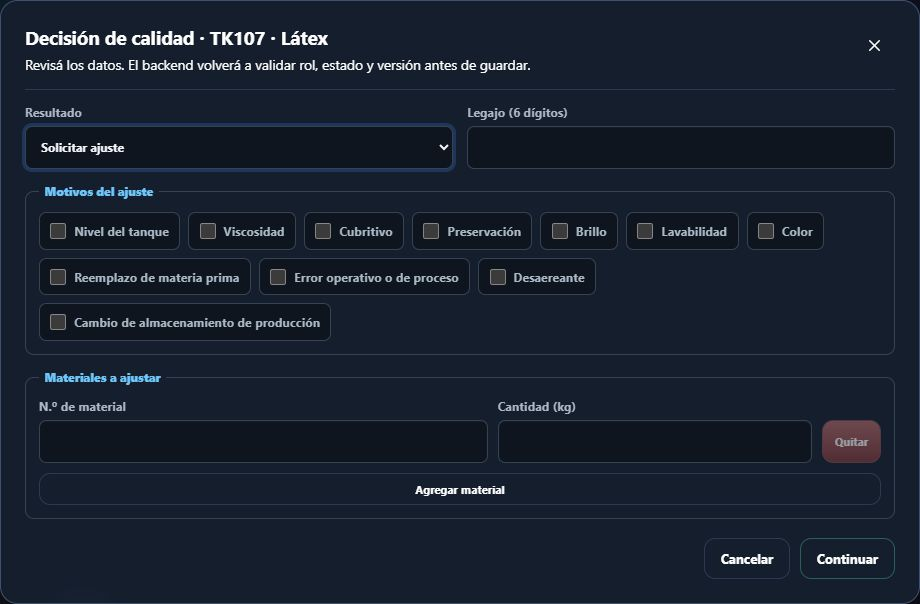 Decisión de calidad · TK107 · Látex
Revisá los datos. El backend volverá a validar rol, estado y versión antes de guardar.
Resultado
Legajo (6 dígitos)
Solicitar ajuste
Motivos del ajuste
Nivel del tanque
Viscosidad
Cubritivo
Preservación
Brillo
Lavabilidad
Color
Reemplazo de materia prima
Error operativo o de proceso
Desaereante
Cambio de almacenamiento de producción
Materiales a ajustar
N.º de material
Cantidad (kg)
Quitar
Agregar material
Cancelar
Continuar